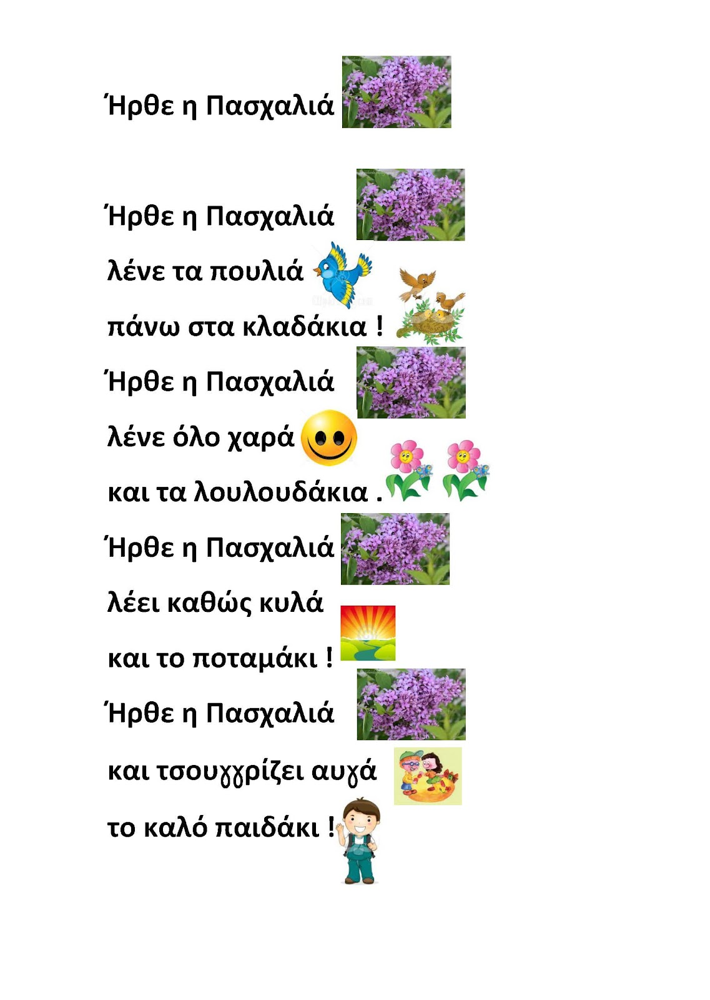 Ήρθε η Πασχαλιά
Ήρθε η Πασχαλιά
λένε τα πουλιά
πάνω στα κλαδάκια !
Ήρθε η Πασχαλιά
λένε όλο χαρά
και τα λουλουδάκια .
Ήρθε η Πασχαλιά
λέει καθώς κυλά
και το ποταμάκι !
Ήρθε η Πασχαλιά
και τσουγγρίζει αυγά
το καλό παιδάκι !